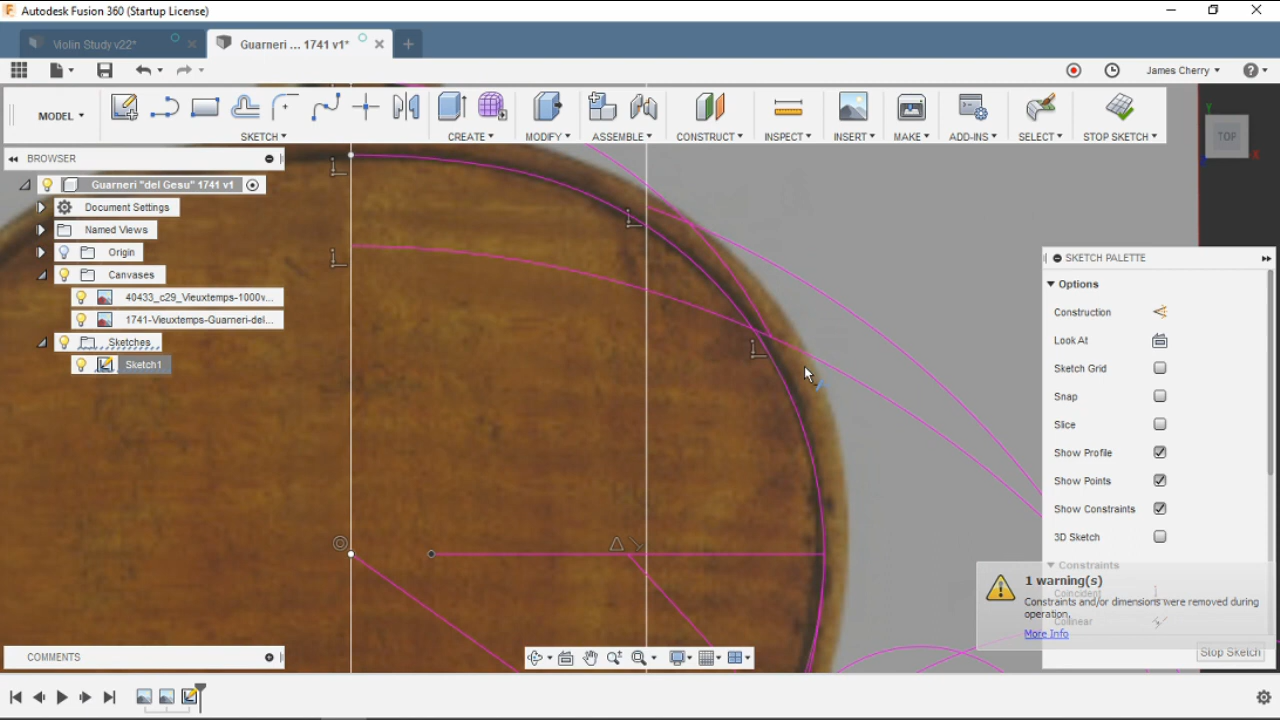 Autodesk Fusion 360 (Startup License)
Violin Study v22*
Guarneri ... 1741 v1*
James Cherry
MODEL
SKETCH
CREATE
MODIFY
ASSEMBLE
CONSTRUCT
INSPECT
INSERT
MAKE
ADD-INS
SELECT
STOP SKETCH
TOP
BROWSER
Guarneri "del Gesu" 1741 v1
Document Settings
Named Views
Origin
Canvases
40433_c29_Vieuxtemps-1000v...
1741-Vieuxtemps-Guarneri-del...
Sketches
Sketch1
SKETCH PALETTE
Options
Construction
Look At
Sketch Grid
Snap
Slice
Show Profile
Show Points
Show Constraints
3D Sketch
Constraints
Coincident
Collinear
1 warning(s)
Constraints and/or dimensions were removed during
operation,
More Info
Stop Sketch
COMMENTS